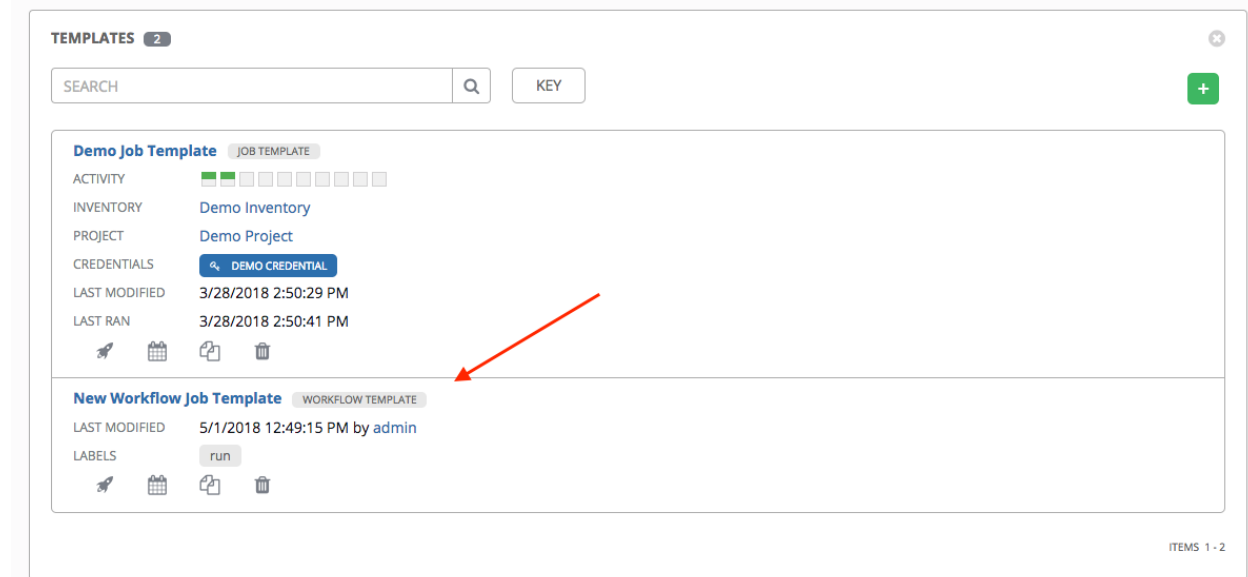 TEMPLATES 2
SEARCH KEY
+
Demo Job Template JOB TEMPLATE
ACTIVITY
INVENTORY Demo Inventory
PROJECT Demo Project
CREDENTIALS DEMO CREDENTIAL
LAST MODIFIED 3/28/2018 2:50:29 PM
LAST RAN 3/28/2018 2:50:41 PM
New Workflow Job Template WORKFLOW TEMPLATE
LAST MODIFIED 5/1/2018 12:49:15 PM by admin
LABELS run
ITEMS 1 - 2